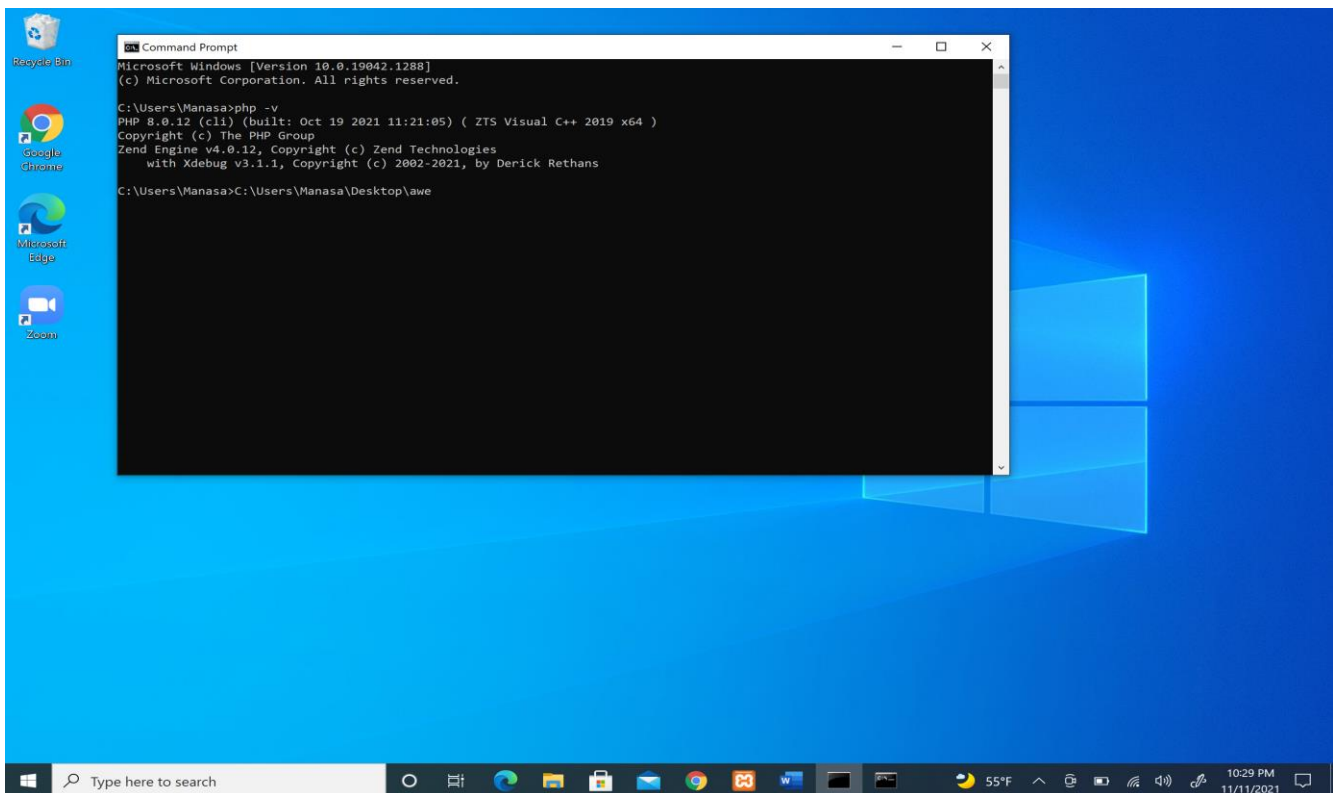 Recycle Bin
Google
Chrome
Microsoft
Edge
Zoom
Command Prompt
Microsoft Windows [Version 10.0.19042.1288]
(c) Microsoft Corporation. All rights reserved.
C:\Users\Manasa>php -v
PHP 8.0.12 (cli) (built: Oct 19 2021 11:21:05) ( ZTS Visual C++ 2019 x64 )
Copyright (c) The PHP Group
Zend Engine v4.0.12, Copyright (c) Zend Technologies
    with Xdebug v3.1.1, Copyright (c) 2002-2021, by Derick Rethans
C:\Users\Manasa>C:\Users\Manasa\Desktop\awe
Type here to search
55°F
10:29 PM
11/11/2021